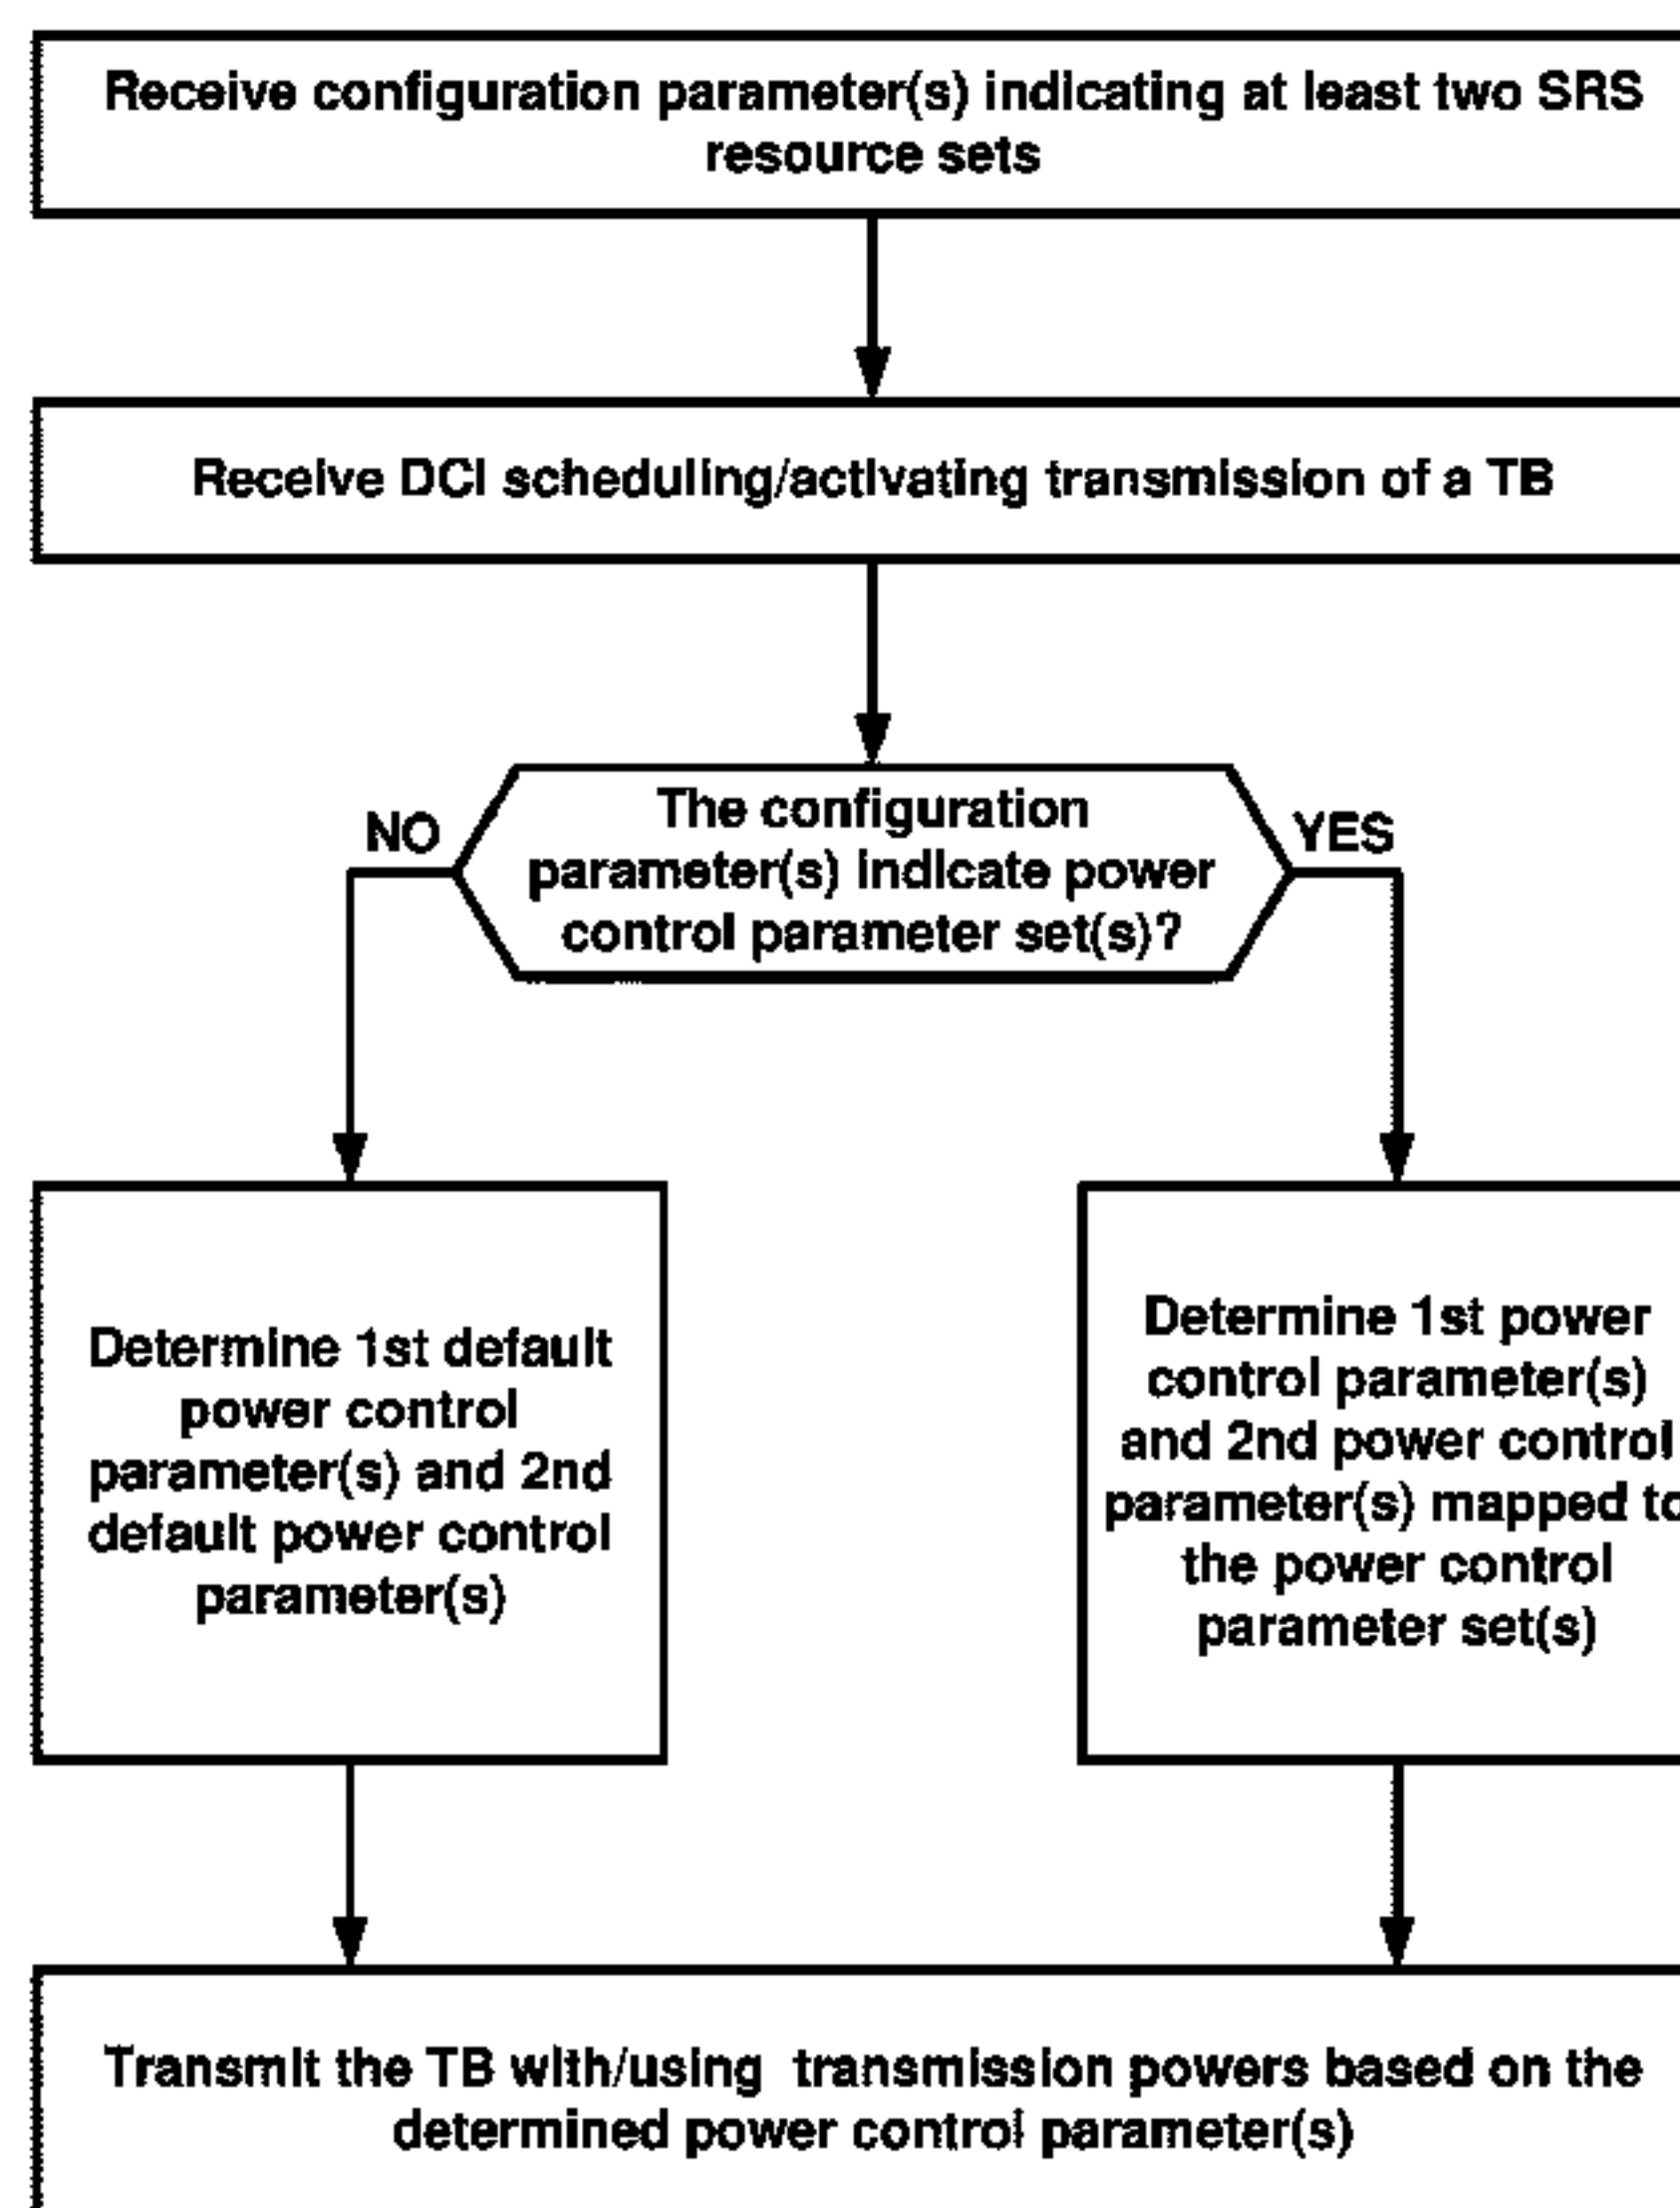 Receive configuration parameter(s) indicating at least two SRS
resource sets
Receive DCI scheduling/activating transmission of a TB
The configuration
parameter(s) indicate power
control parameter set(s)?
NO
YES
Determine 1st default
power control
parameter(s) and 2nd
default power control
parameter(s)
Determine 1st power
control parameter(s)
and 2nd power control
parameter(s) mapped to
the power control
parameter set(s)
Transmit the TB with/using transmission powers based on the
determined power control parameter(s)